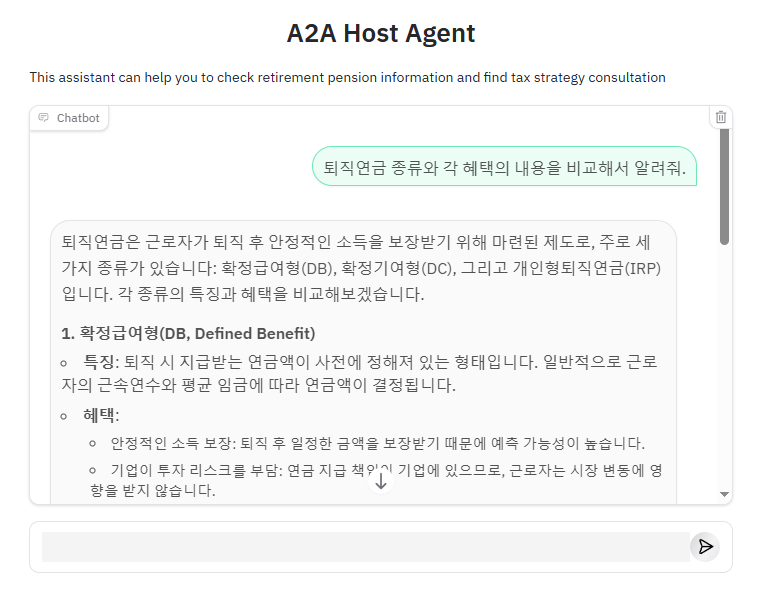 A2A Host Agent
This assistant can help you to check retirement pension information and find tax strategy consultation
Chatbot
퇴직연금 종류와 각 혜택의 내용을 비교해서 알려줘.
퇴직연금은 근로자가 퇴직 후 안정적인 소득을 보장받기 위해 마련된 제도로, 주로 세
가지 종류가 있습니다: 확정급여형(DB), 확정기여형(DC), 그리고 개인형퇴직연금(IRP)
입니다. 각 종류의 특징과 혜택을 비교해보겠습니다.
1. 확정급여형(DB, Defined Benefit)
특징: 퇴직 시 지급받는 연금액이 사전에 정해져 있는 형태입니다. 일반적으로 근로
자의 근속연수와 평균 임금에 따라 연금액이 결정됩니다.
혜택:
안정적인 소득 보장: 퇴직 후 일정한 금액을 보장받기 때문에 예측 가능성이 높습니다.
기업이 투자 리스크를 부담: 연금 지급 책임이 기업에 있으므로, 근로자는 시장 변동에 영
향을 받지 않습니다.